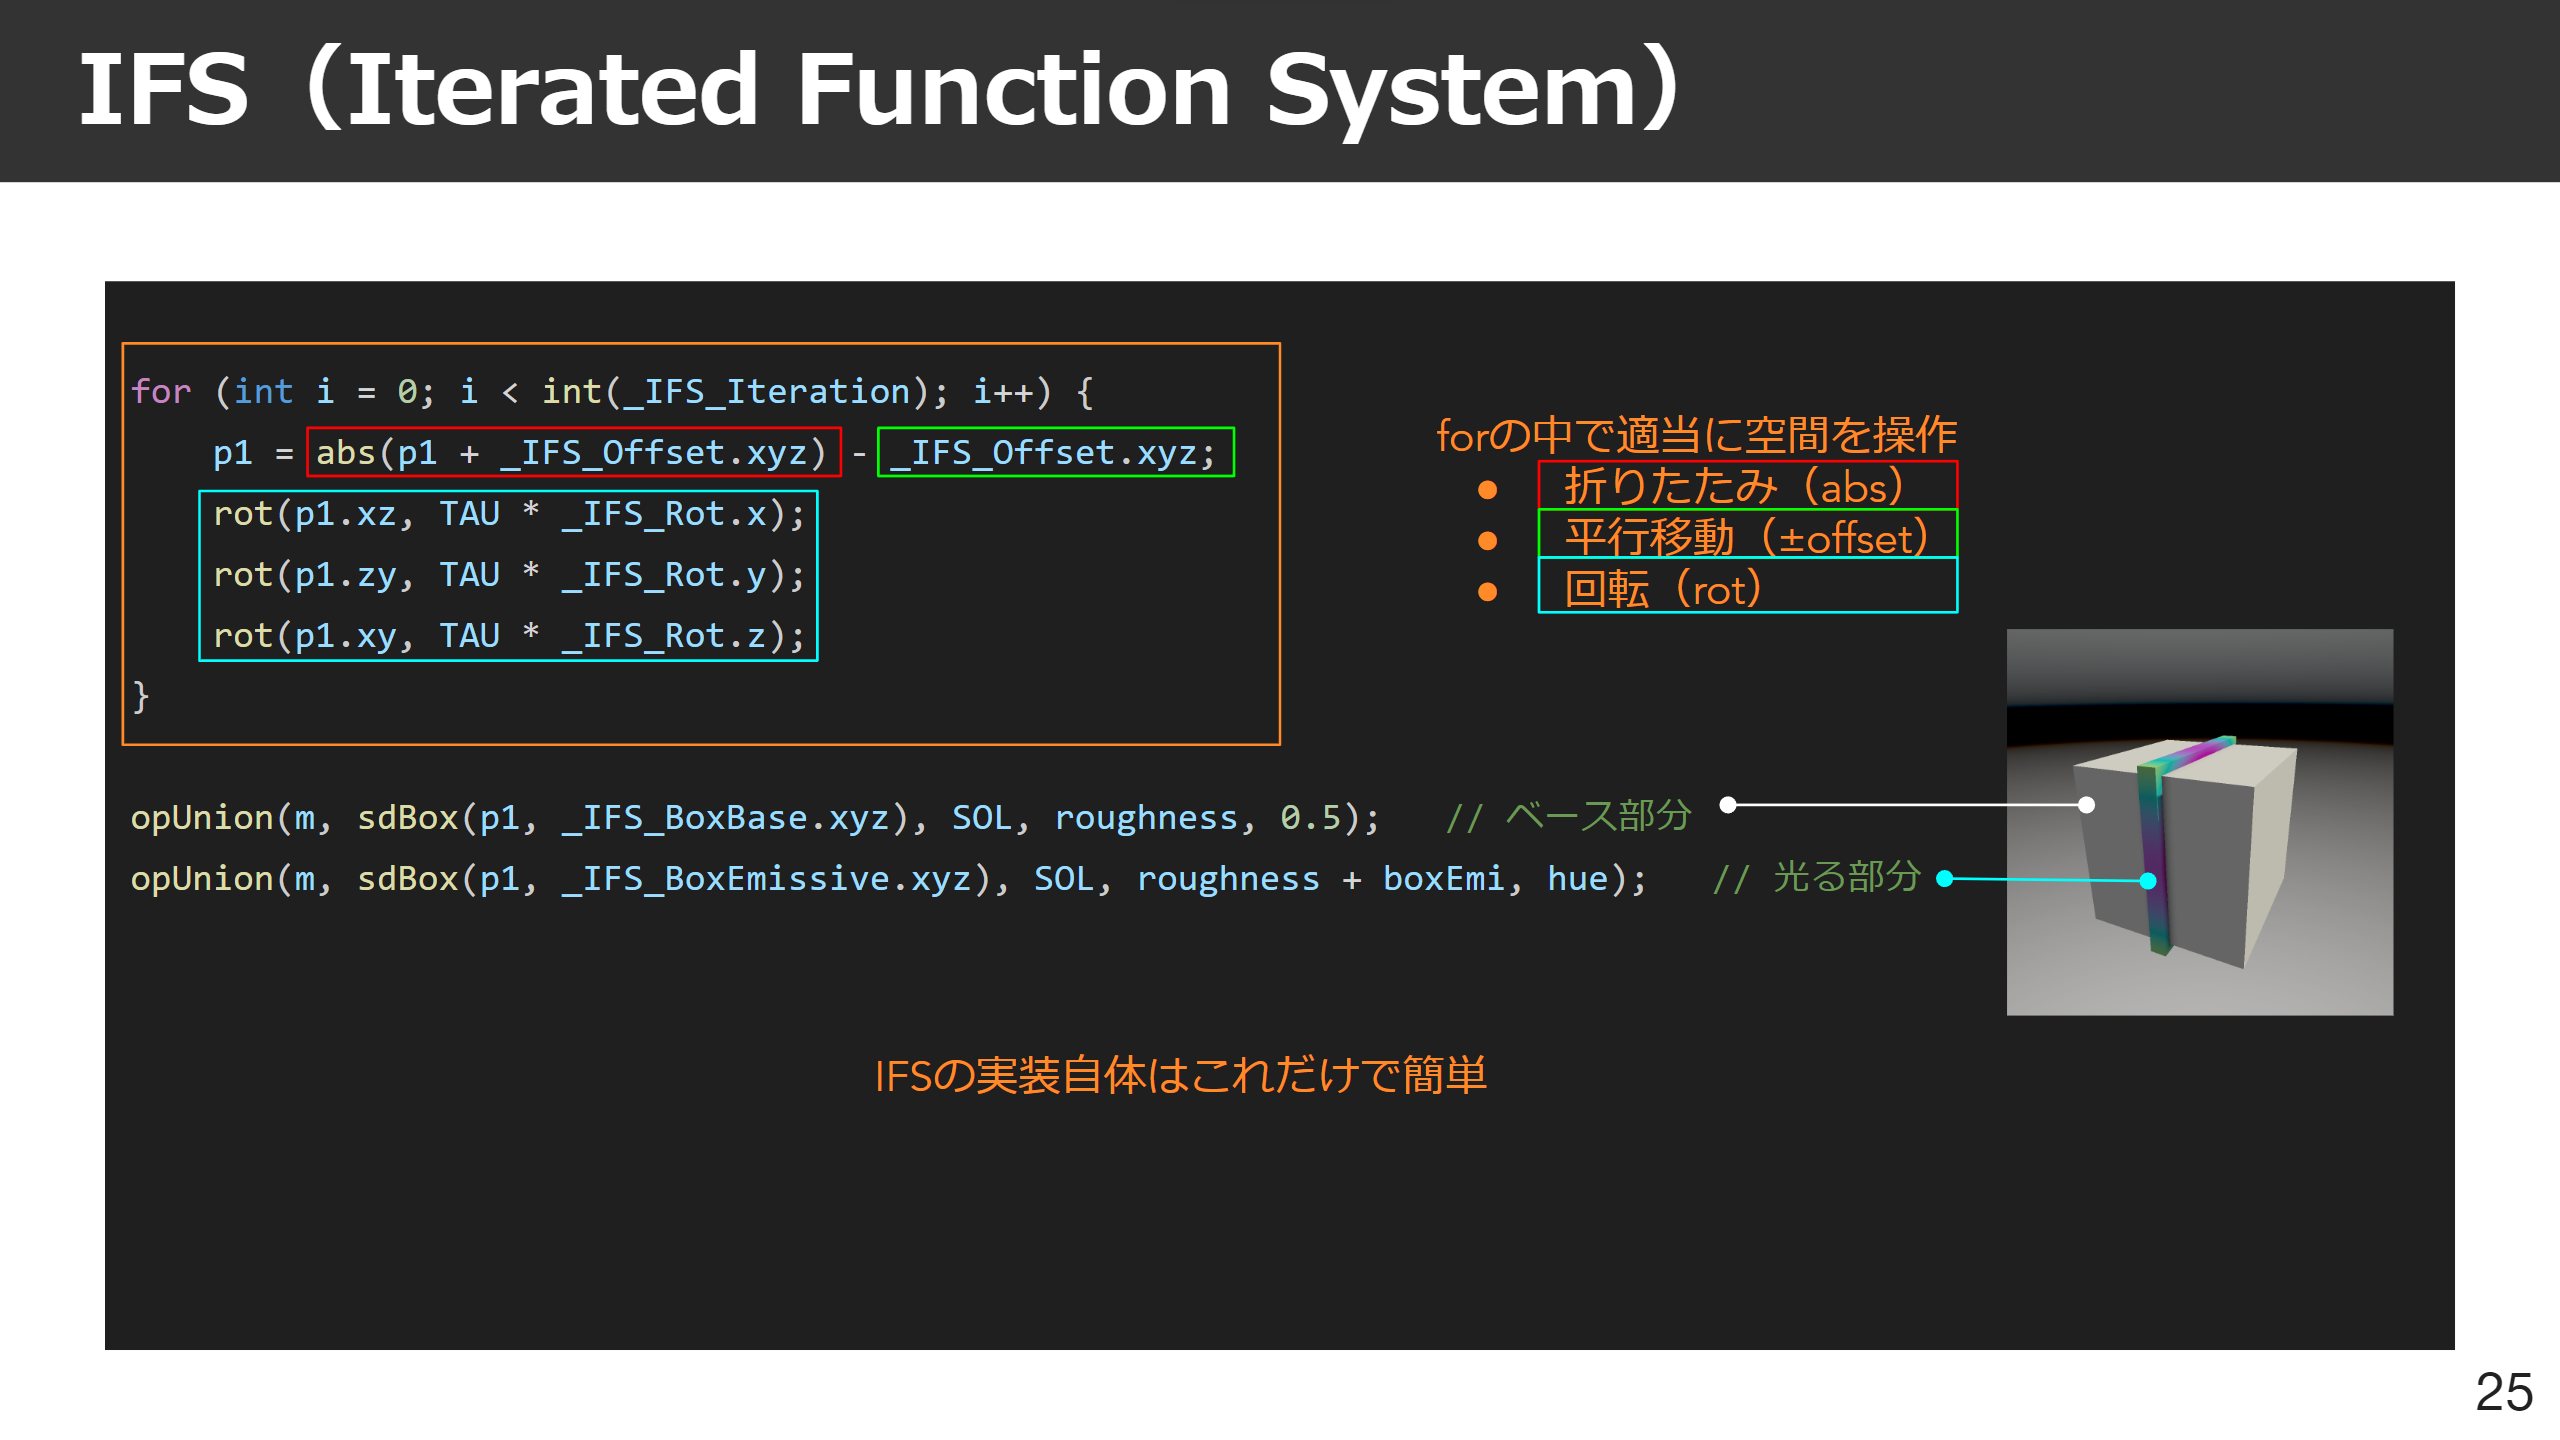 IFS（Iterated Function System）
for (int i = 0; i < int(_IFS_Iteration); i++) {
p1 = abs(p1 + _IFS_Offset.xyz) - _IFS_Offset.xyz;
rot(p1.xz, TAU * _IFS_Rot.x);
rot(p1.zy, TAU * _IFS_Rot.y);
rot(p1.xy, TAU * _IFS_Rot.z);
}
forの中で適当に空間を操作
● 折りたたみ（abs）
● 平行移動（±offset）
● 回転（rot）
opUnion(m, sdBox(p1, _IFS_BoxBase.xyz), SOL, roughness, 0.5); // ベース部分
opUnion(m, sdBox(p1, _IFS_BoxEmissive.xyz), SOL, roughness + boxEmi, hue); // 光る部分
IFSの実装自体はこれだけで簡単
25